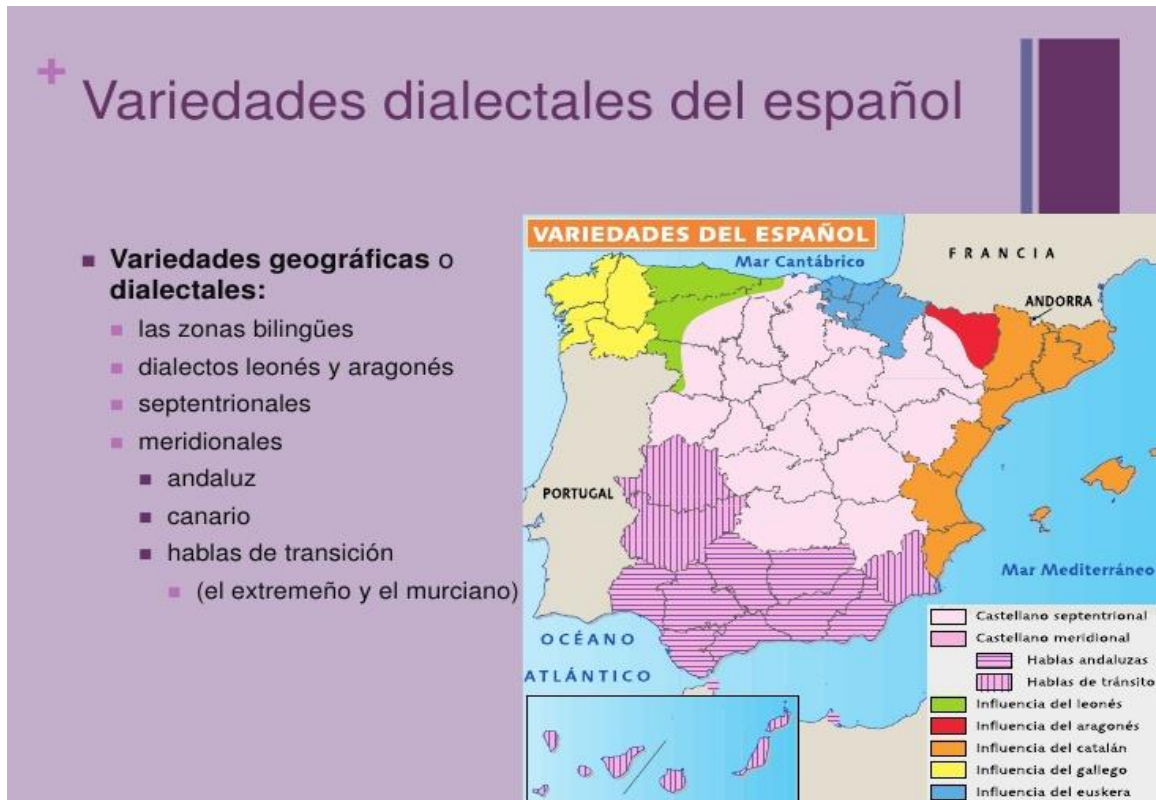 +
Variedades dialectales del español
Variedades geográficas o
dialectales:
las zonas bilingües
dialectos leonés y aragonés
septentrionales
meridionales
andaluz
canario
hablas de transición
(el extremeño y el murciano)
VARIEDADES DEL ESPAÑOL
Mar Cantábrico
FRANCIA
ANDORRA
PORTUGAL
Mar Mediterráneo
OCÉANO
ATLÁNTICO
Castellano septentrional
Castellano meridional
Hablas andaluzas
Hablas de tránsito
Influencia del leonés
Influencia del aragonés
Influencia del catalán
Influencia del gallego
Influencia del euskera